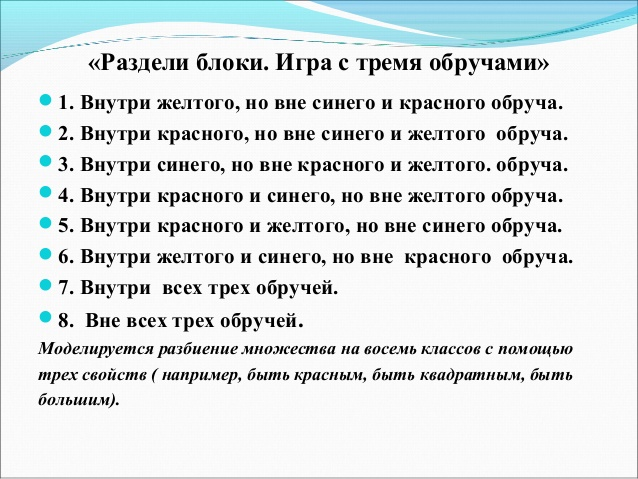 «Раздели блоки. Игра с тремя обручами»
1. Внутри желтого, но вне синего и красного обруча.
2. Внутри красного, но вне синего и желтого обруча.
3. Внутри синего, но вне красного и желтого. обруча.
4. Внутри красного и синего, но вне желтого обруча.
5. Внутри красного и желтого, но вне синего обруча.
6. Внутри желтого и синего, но вне красного обруча.
7. Внутри всех трех обручей.
8. Вне всех трех обручей.
Моделируется разбиение множества на восемь классов с помощью
трех свойств ( например, быть красным, быть квадратным, быть
большим).